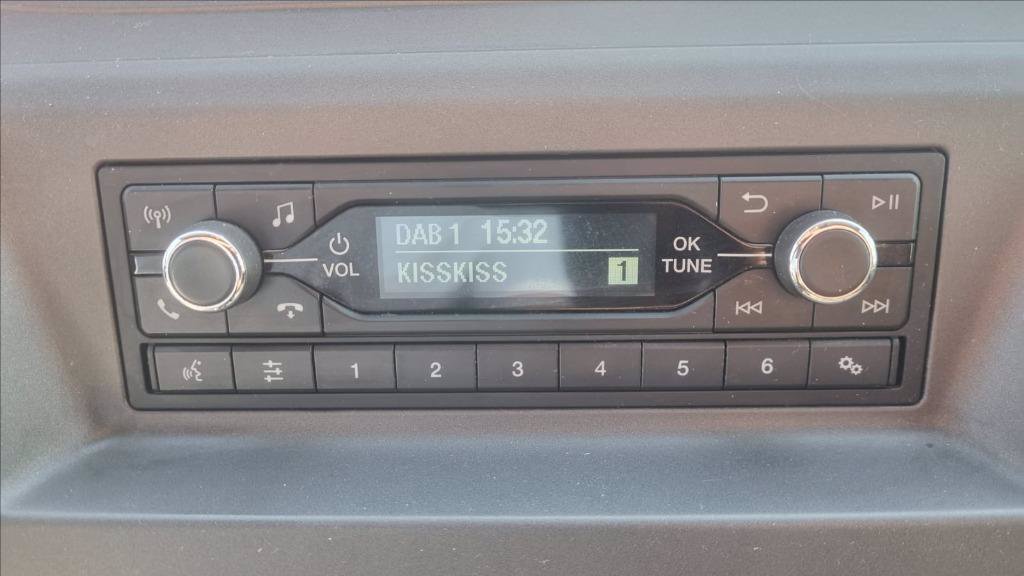 DAB 1 15:32
KISSKISS 1
VOL
OK
TUNE
1 2 3 4 5 6